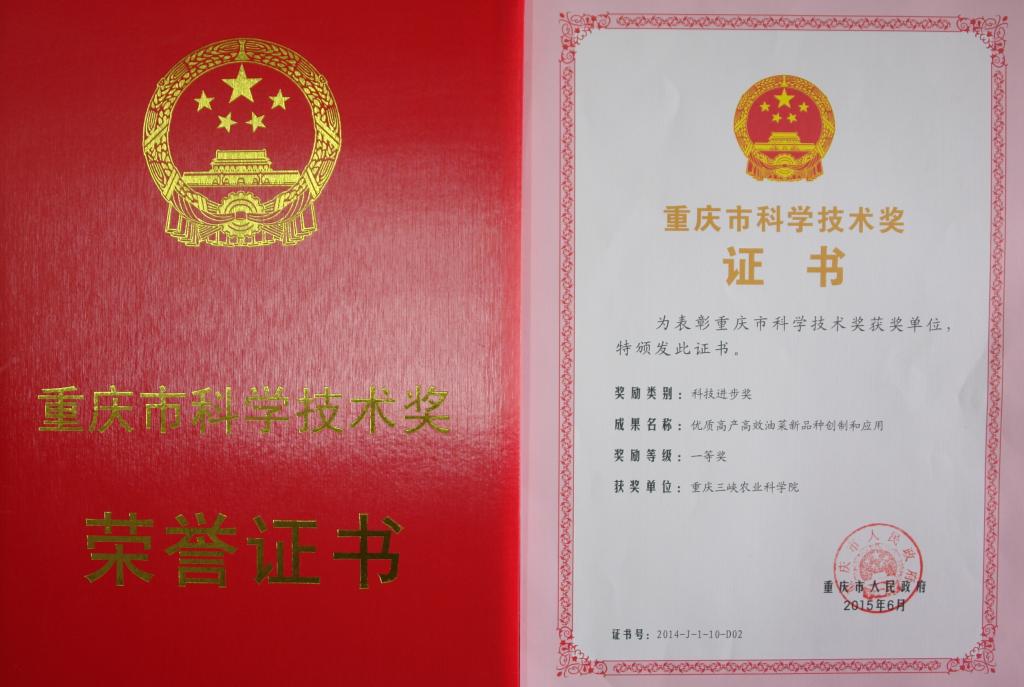 重庆市科学技术奖
荣誉证书
重庆市科学技术奖
证 书
为表彰重庆市科学技术奖获奖单位，
特颁发此证书。
奖励类别：科技进步奖
成果名称：优质高产高效油菜新品种创制和应用
奖励等级：一等奖
获奖单位：重庆三峡农业科学院
重庆市人民政府
重庆市人民政府
2015年6月
证书号：2014-J-1-10-D02